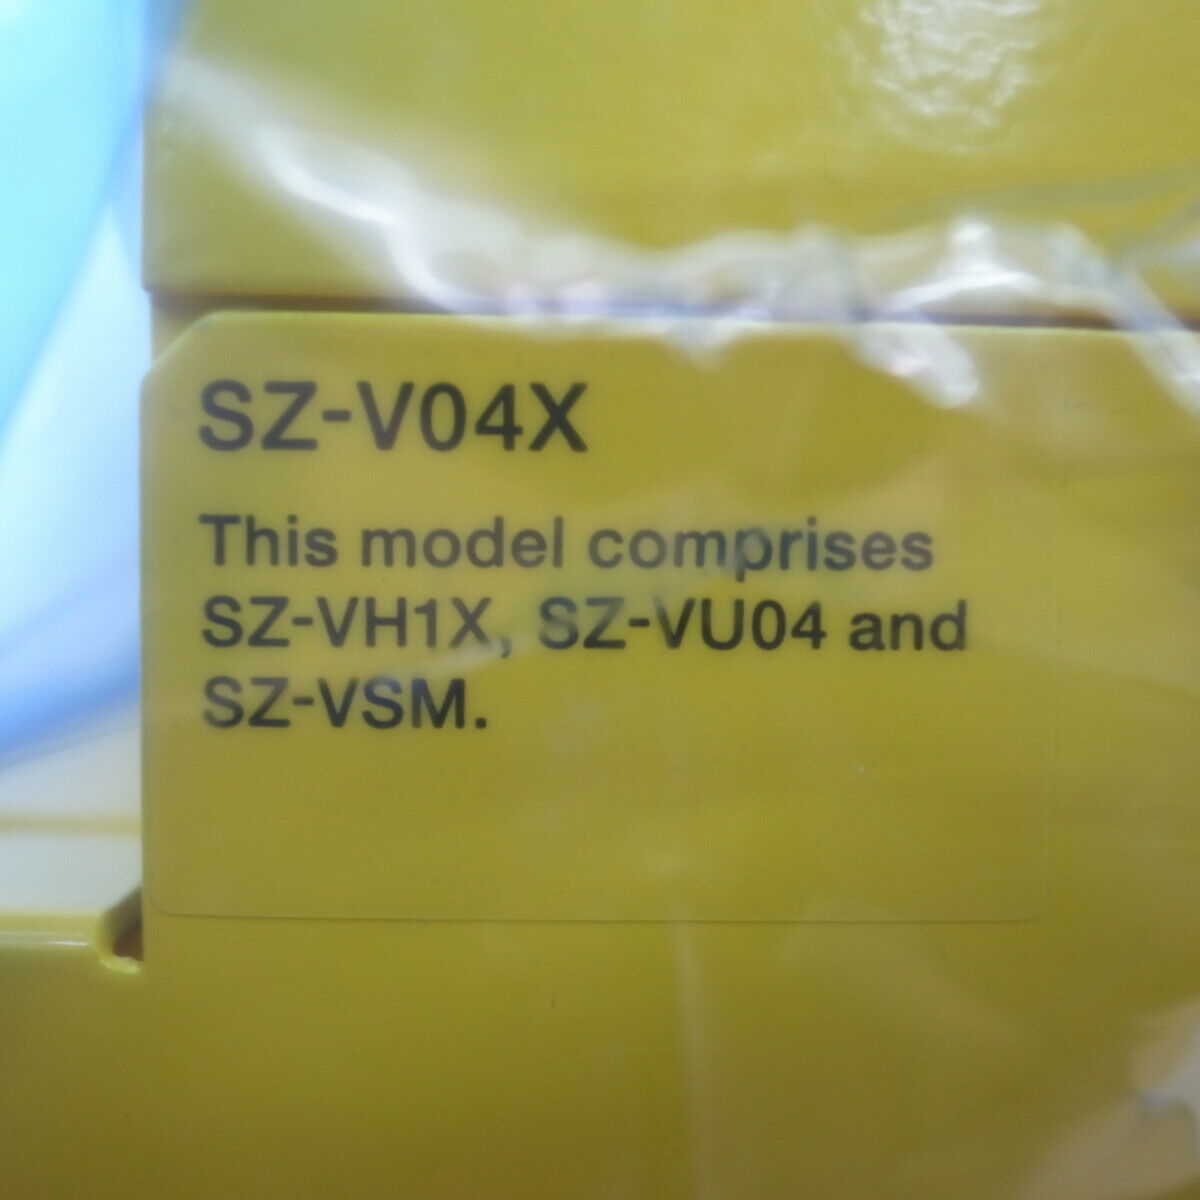 SZ-V04X
This model comprises
SZ-VH1X, SZ-VU04 and
SZ-VSM.